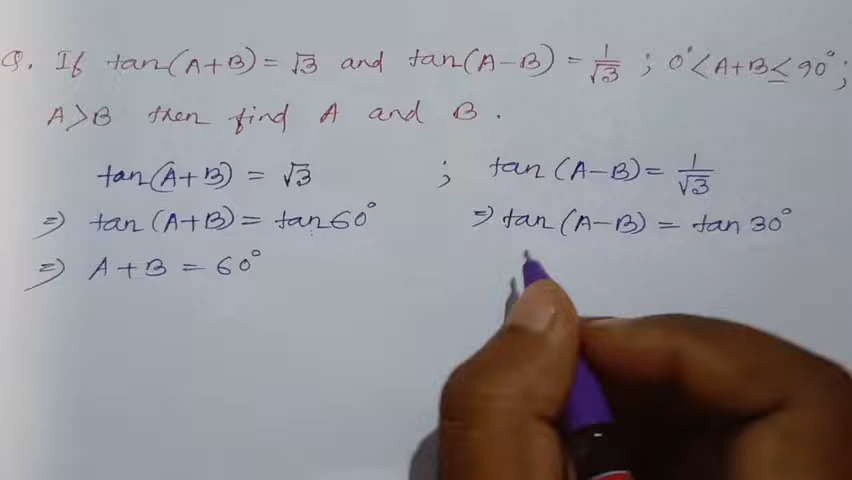 Q. If tan(A+B) = √3 and tan(A-B) = 1/√3 ; 0° < A+B ≤ 90° ;
A>B then find A and B.
tan(A+B) = √3 ; tan(A-B) = 1/√3
⇒ tan(A+B) = tan60° ⇒ tan(A-B) = tan 30°
⇒ A+B = 60°